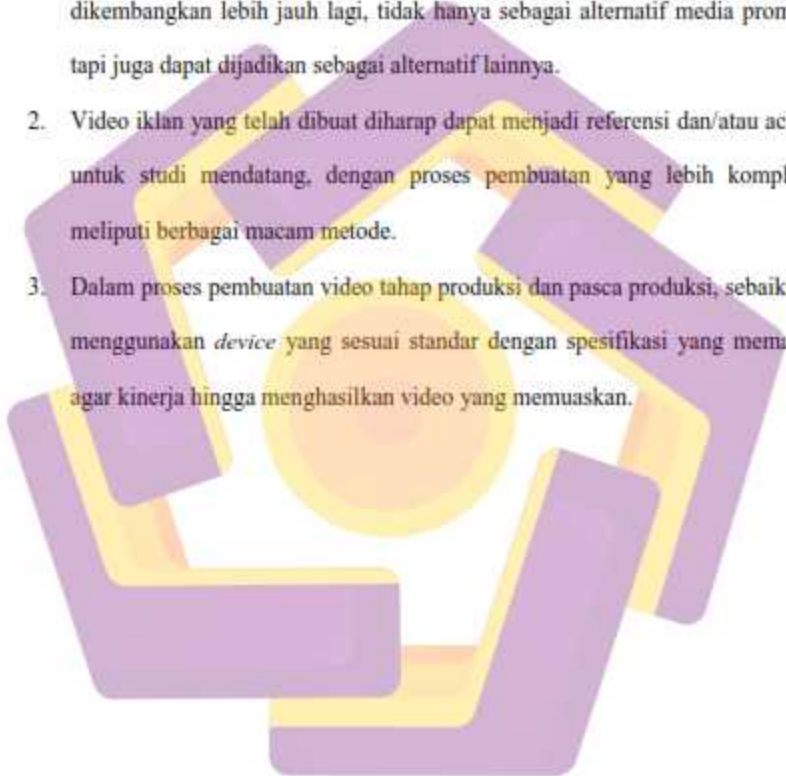 dikembangkan lebih jauh lagi, tidak hanya sebagai alternatif media prom
tapi juga dapat dijadikan sebagai alternatif lainnya.
2. Video iklan yang telah dibuat diharap dapat menjadi referensi dan/atau ac
untuk studi mendatang, dengan proses pembuatan yang lebih kompl
meliputi berbagai macam metode.
3. Dalam proses pembuatan video tahap produksi dan pasca produksi, sebaik
menggunakan device yang sesuai standar dengan spesifikasi yang mema
agar kinerja hingga menghasilkan video yang memuaskan.